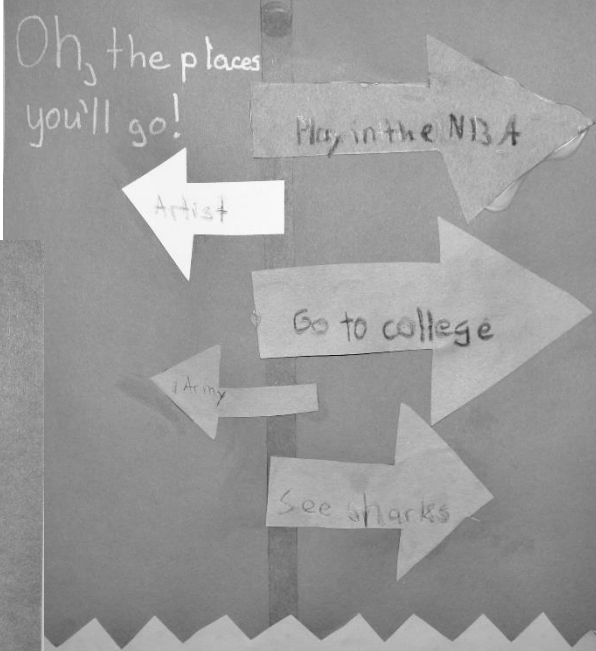 Oh, the places
you'll go!
Play in the NBA
Artist
Go to college
Army
See sharks